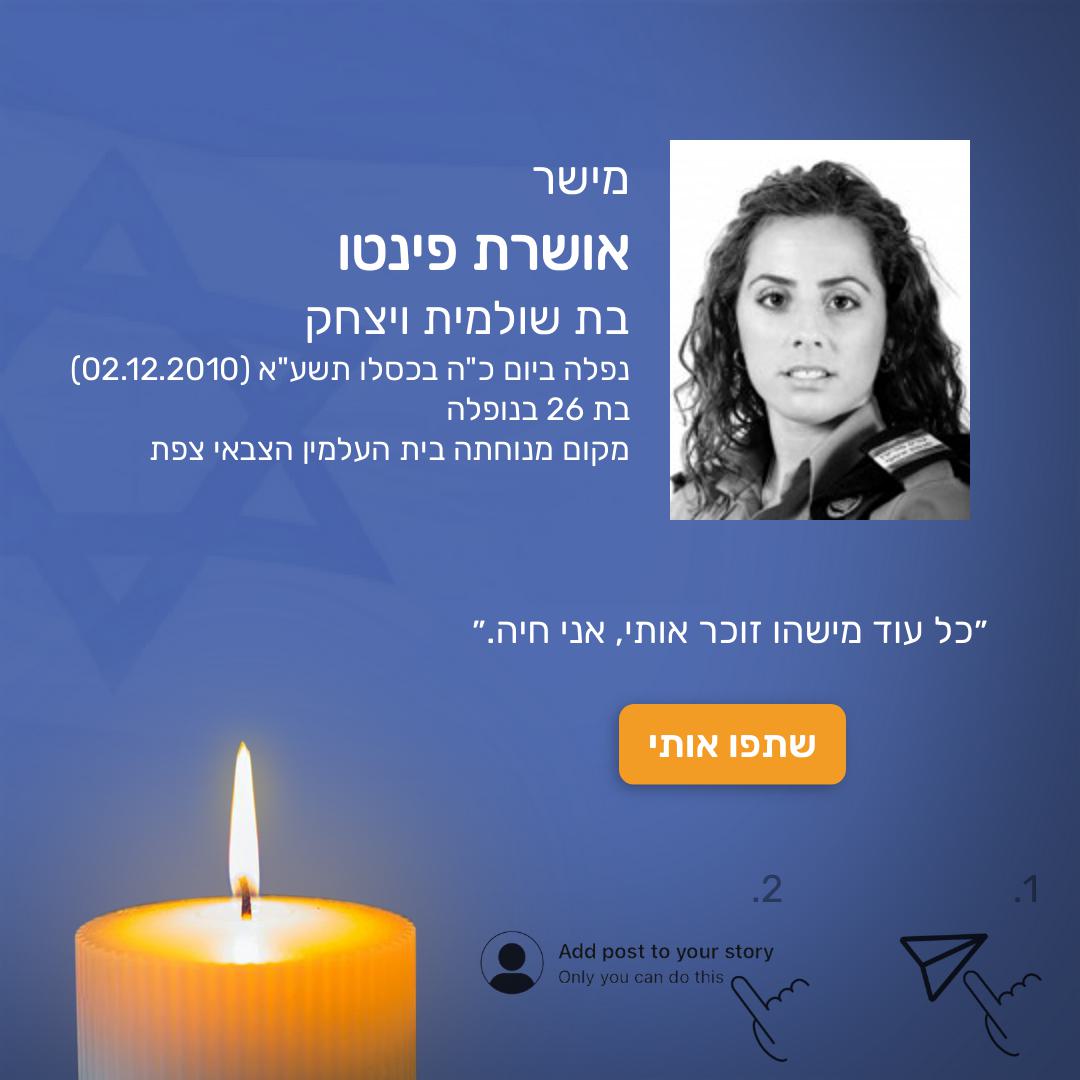 מישר
אושרת פינטו
בת שולמית ויצחק
נפלה ביום כ"ה בכסלו תשע"א (02.12.2010)
בת 26 בנופלה
מקום מנוחתה בית העלמין הצבאי צפת
״כל עוד מישהו זוכר אותי, אני חיה.״
שתפו אותי
1.
2.
Add post to your story
Only you can do this